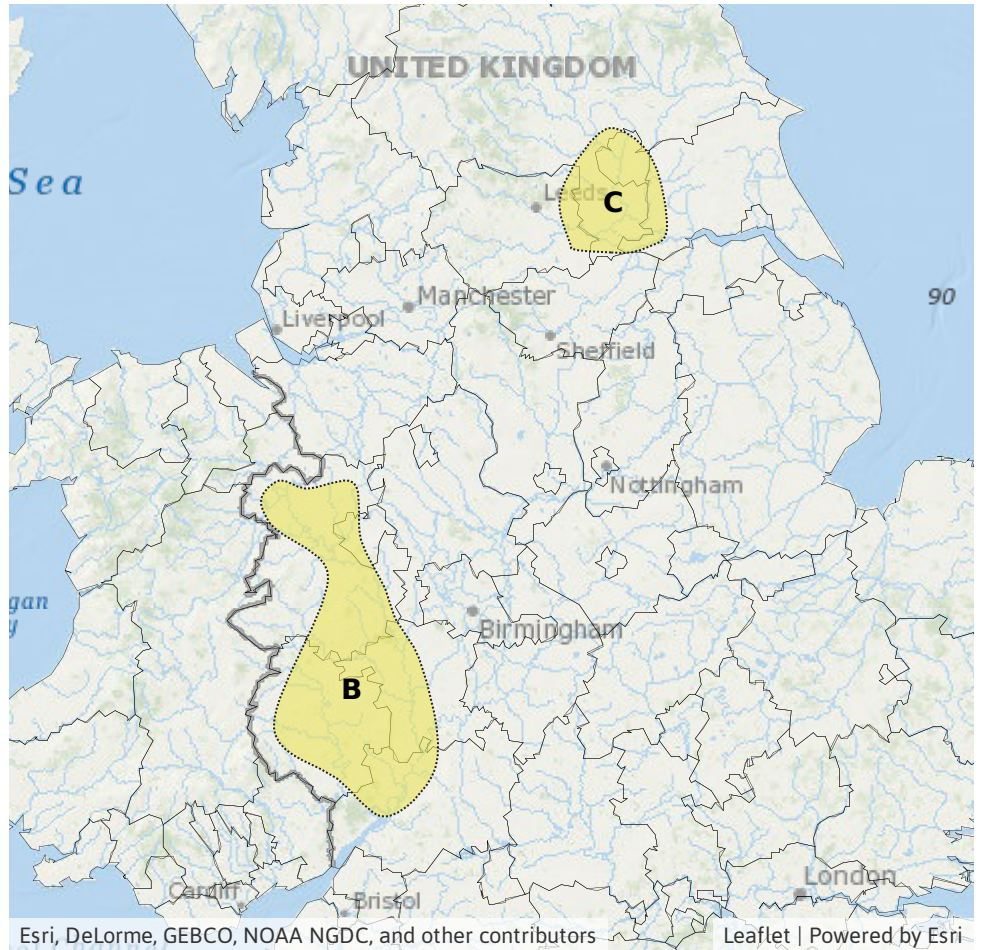 UNITED KINGDOM
Sea
Leeds
C
Manchester
90
Liverpool
Sheffield
Nottingham
gan
y
Birmingham
B
London
Cardiff
Bristol
Esri, DeLorme, GEBCO, NOAA NGDC, and other contributors
Leaflet | Powered by Esri